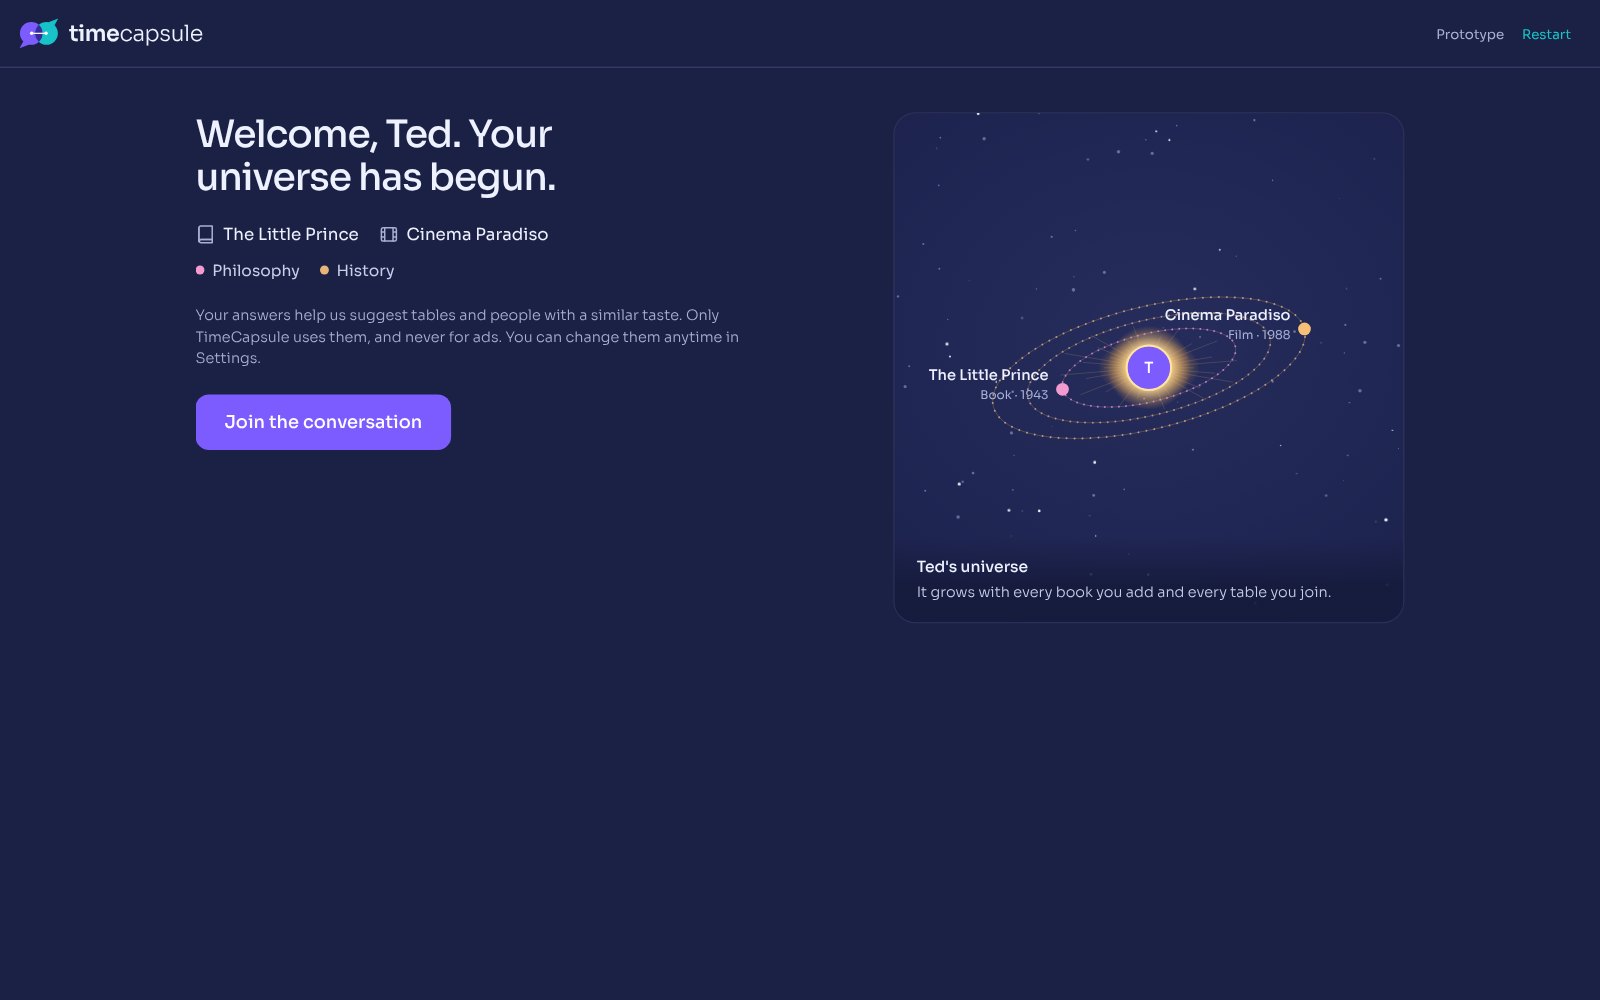 timecapsule
Prototype Restart
Welcome, Ted. Your
universe has begun.
The Little Prince Cinema Paradiso
Philosophy History
Your answers help us suggest tables and people with a similar taste. Only
TimeCapsule uses them, and never for ads. You can change them anytime in
Settings.
Join the conversation
Cinema Paradiso
Film · 1988
T
The Little Prince
Book · 1943
Ted's universe
It grows with every book you add and every table you join.